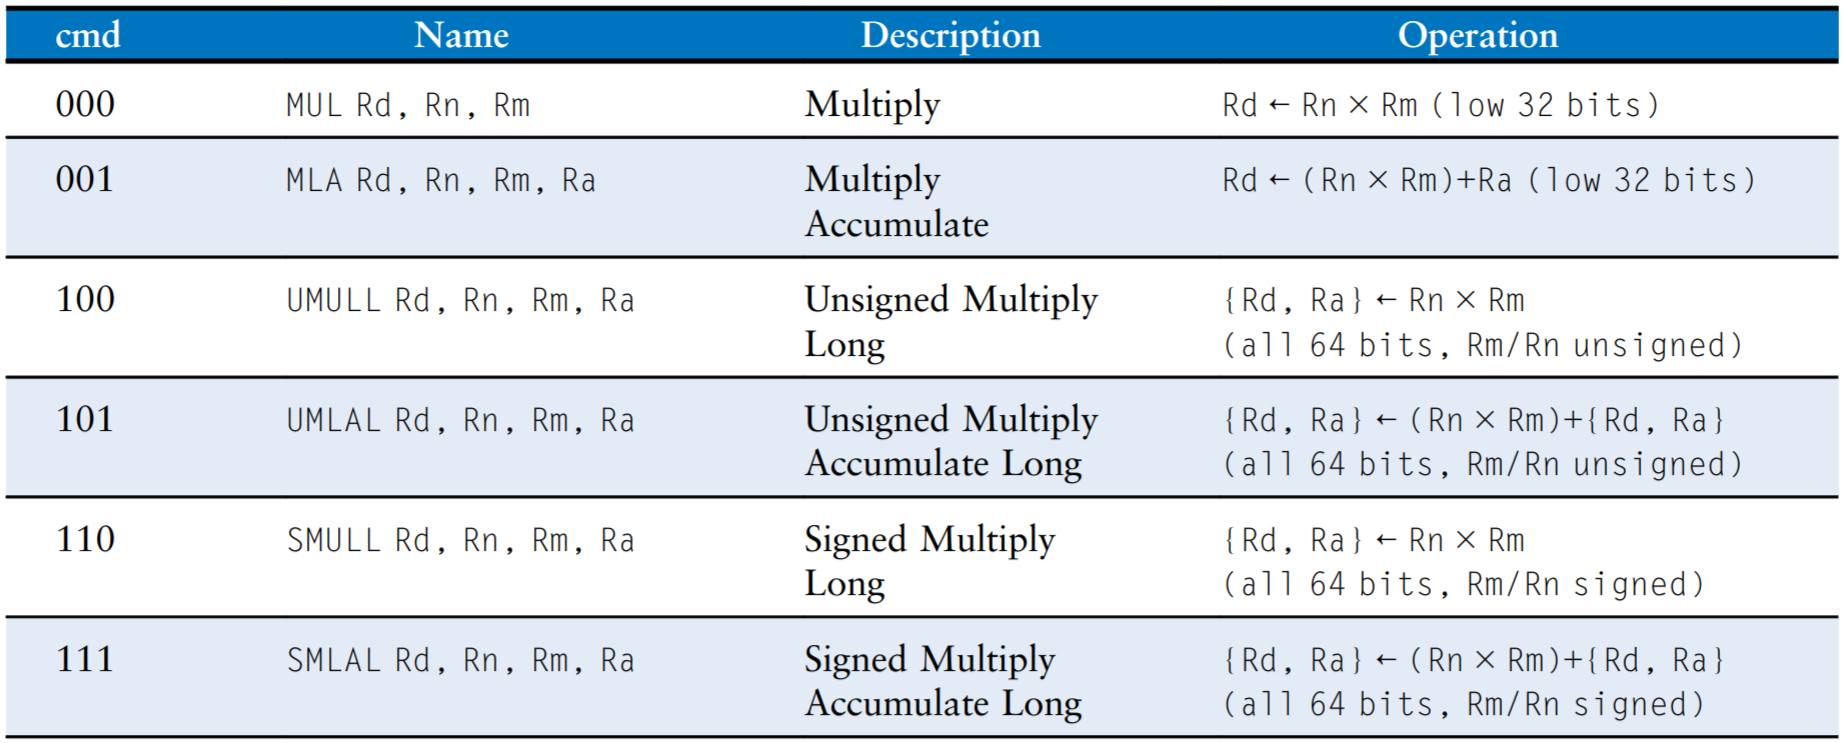 cmd Name Description Operation
000 MUL Rd, Rn, Rm Multiply Rd ← Rn × Rm (low 32 bits)
001 MLA Rd, Rn, Rm, Ra Multiply Rd ← (Rn × Rm)+Ra (low 32 bits)
Accumulate
100 UMULL Rd, Rn, Rm, Ra Unsigned Multiply {Rd, Ra} ← Rn × Rm
Long (all 64 bits, Rm/Rn unsigned)
101 UMLAL Rd, Rn, Rm, Ra Unsigned Multiply {Rd, Ra} ← (Rn × Rm)+{Rd, Ra}
Accumulate Long (all 64 bits, Rm/Rn unsigned)
110 SMULL Rd, Rn, Rm, Ra Signed Multiply {Rd, Ra} ← Rn × Rm
Long (all 64 bits, Rm/Rn signed)
111 SMLAL Rd, Rn, Rm, Ra Signed Multiply {Rd, Ra} ← (Rn × Rm)+{Rd, Ra}
Accumulate Long (all 64 bits, Rm/Rn signed)